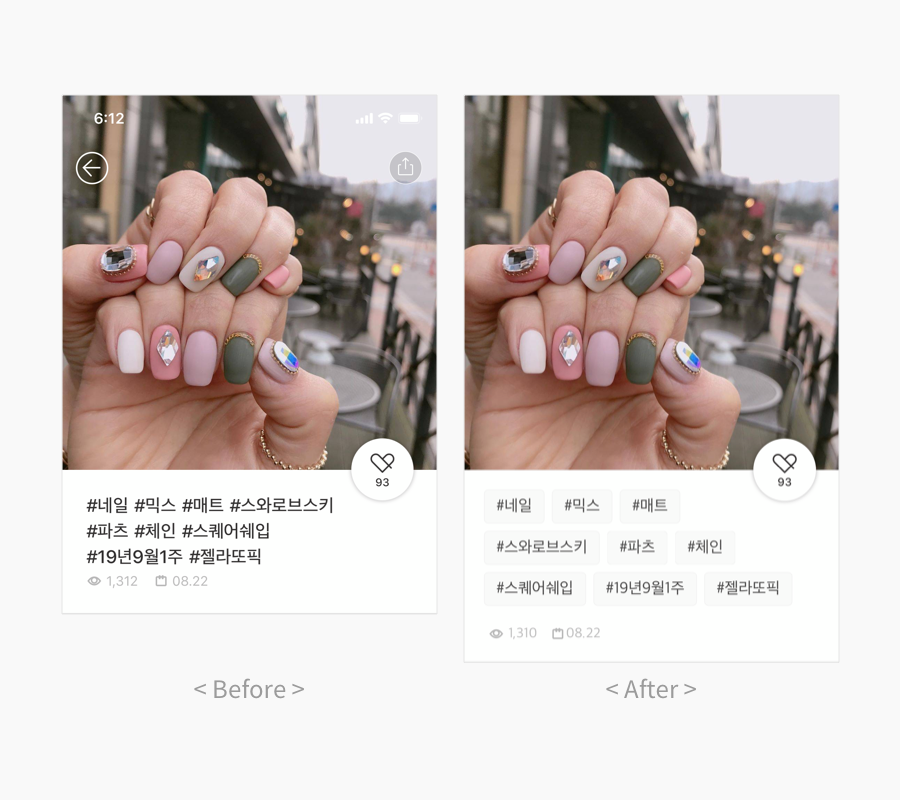 6:12
93
#네일 #믹스 #매트 #스와로브스키
#파츠 #체인 #스퀘어쉐입
#19년9월1주 #젤라또픽
1,312 08.22
< Before >
93
#네일 #믹스 #매트
#스와로브스키 #파츠 #체인
#스퀘어쉐입 #19년9월1주 #젤라또픽
1,310 08.22
< After >